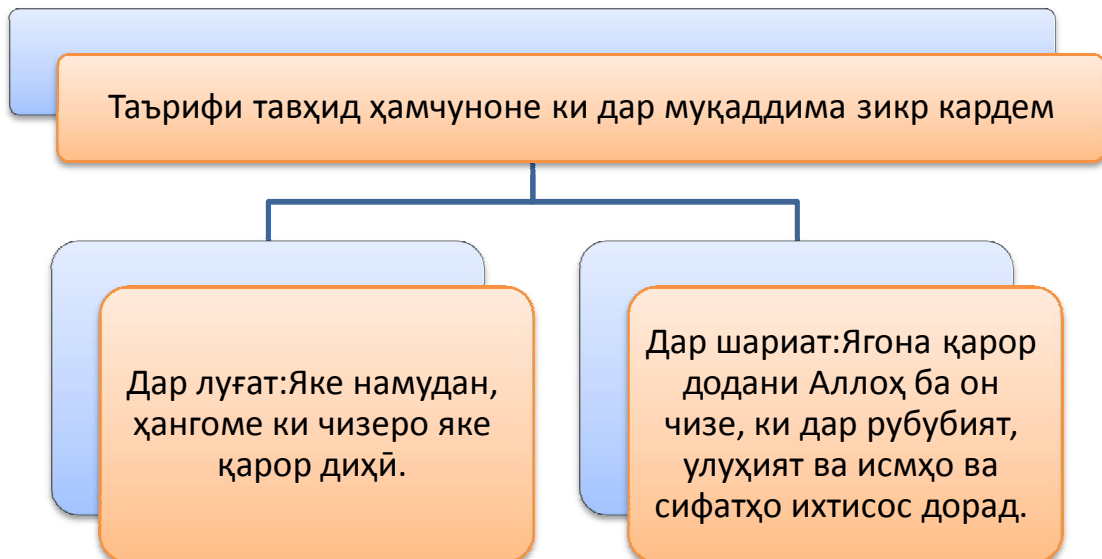 Таърифи тавҳид ҳамчуноне ки дар муқаддима зикр кардем
Дар луғат:Яке намудан,
ҳангоме ки чизеро яке
қарор диҳӣ.
Дар шариат:Ягона қарор
додани Аллоҳ ба он
чизе, ки дар рубубият,
улуҳият ва исмҳо ва
сифатҳо ихтисос дорад.